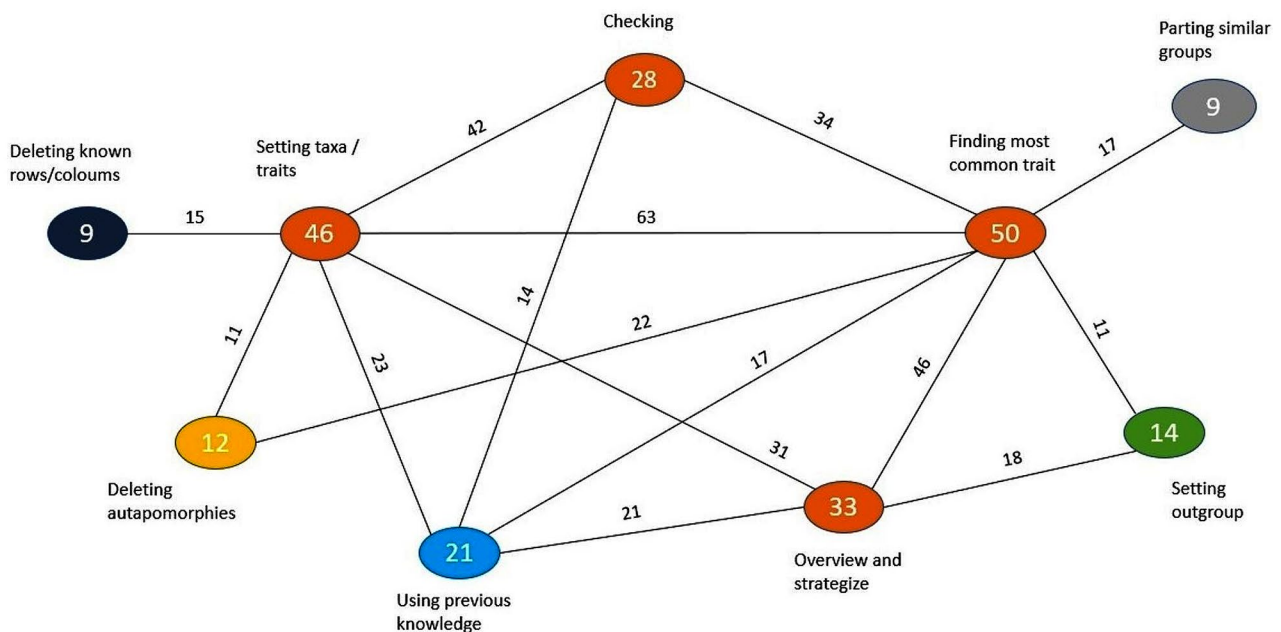 Checking
28
Parting similar
groups
9
34
42
17
Finding most
common trait
Setting taxa /
traits
Deleting known
rows/coloums
9
15
46
63
50
14
22
11
23
17
46
11
12
31
18
14
Deleting
autapomorphies
21
33
Setting
outgroup
21
Overview and
strategize
Using previous
knowledge